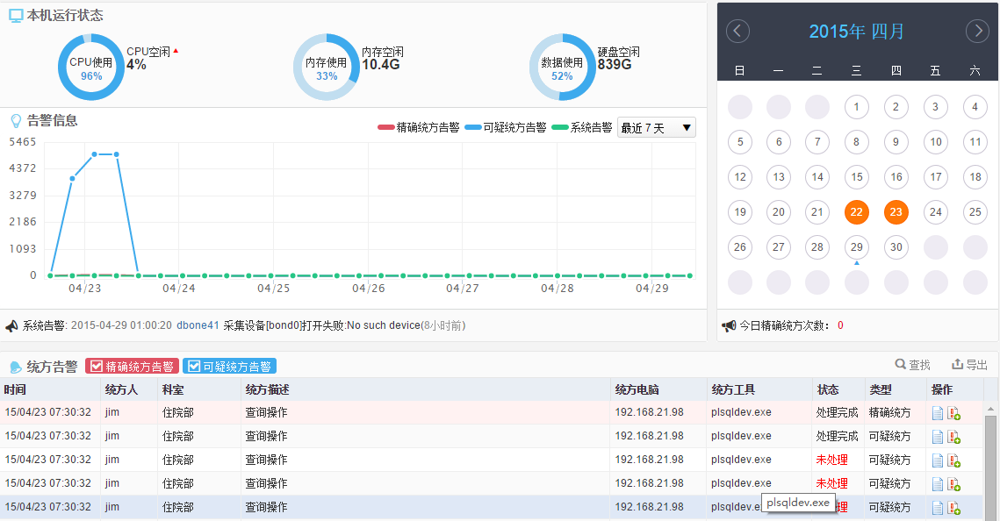 本机运行状态
CPU使用
96%
CPU空闲
4%
内存使用
33%
内存空闲
10.4G
数据使用
52%
硬盘空闲
839G
告警信息
精确统方告警 可疑统方告警 系统告警 最近 7 天
5465
4372
3279
2186
1093
0
04/23 04/24 04/25 04/26 04/27 04/28 04/29
系统告警: 2015-04-29 01:00:20 dbone41 采集设备[bond0]打开失败:No such device(8小时前)
2015年 四月
日 一 二 三 四 五 六
1 2 3 4
5 6 7 8 9 10 11
12 13 14 15 16 17 18
19 20 21 22 23 24 25
26 27 28 29 30
今日精确统方次数： 0
统方告警 精确统方告警 可疑统方告警 查找 导出
时间 统方人 科室 统方描述 统方电脑 统方工具 状态 类型 操作
15/04/23 07:30:32 jim 住院部 查询操作 192.168.21.98 plsqldev.exe 处理完成 精确统方
15/04/23 07:30:32 jim 住院部 查询操作 192.168.21.98 plsqldev.exe 处理完成 可疑统方
15/04/23 07:30:32 jim 住院部 查询操作 192.168.21.98 plsqldev.exe 未处理 可疑统方
15/04/23 07:30:32 jim 住院部 查询操作 192.168.21.98 plsqldev.exe 未处理 可疑统方
15/04/23 07:30:32 jim 住院部 查询操作 192.168.21.98 plsqldev.e 理 可疑统方
plsqldev.exe